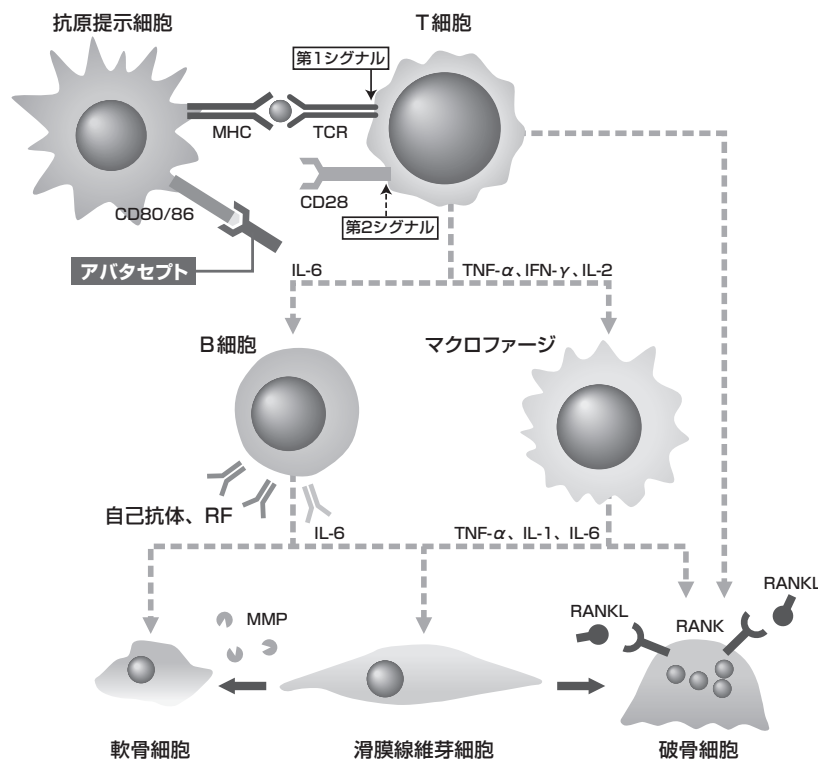 抗原提示細胞
T細胞
第1シグナル
MHC
TCR
CD80/86
CD28
第2シグナル
アバタセプト
IL-6
TNF-α、IFN-γ、IL-2
B細胞
マクロファージ
自己抗体、RF
IL-6
TNF-α、IL-1、IL-6
MMP
RANKL
RANK
RANKL
軟骨細胞
滑膜線維芽細胞
破骨細胞